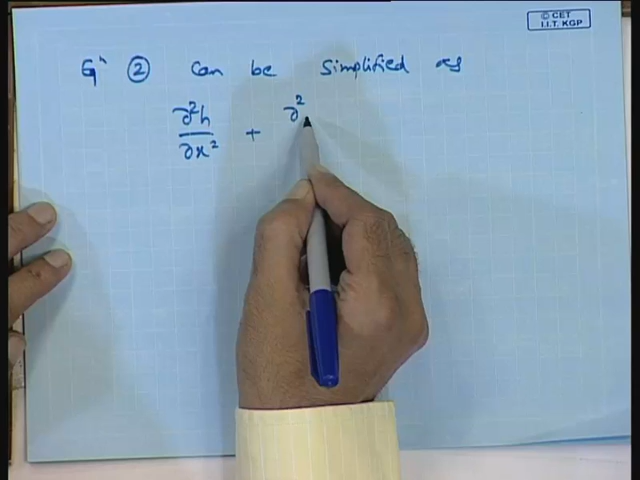 © CET
I.I.T. KGP
Eqⁿ ② Can be Simplified as
∂²h/∂x² + ∂²